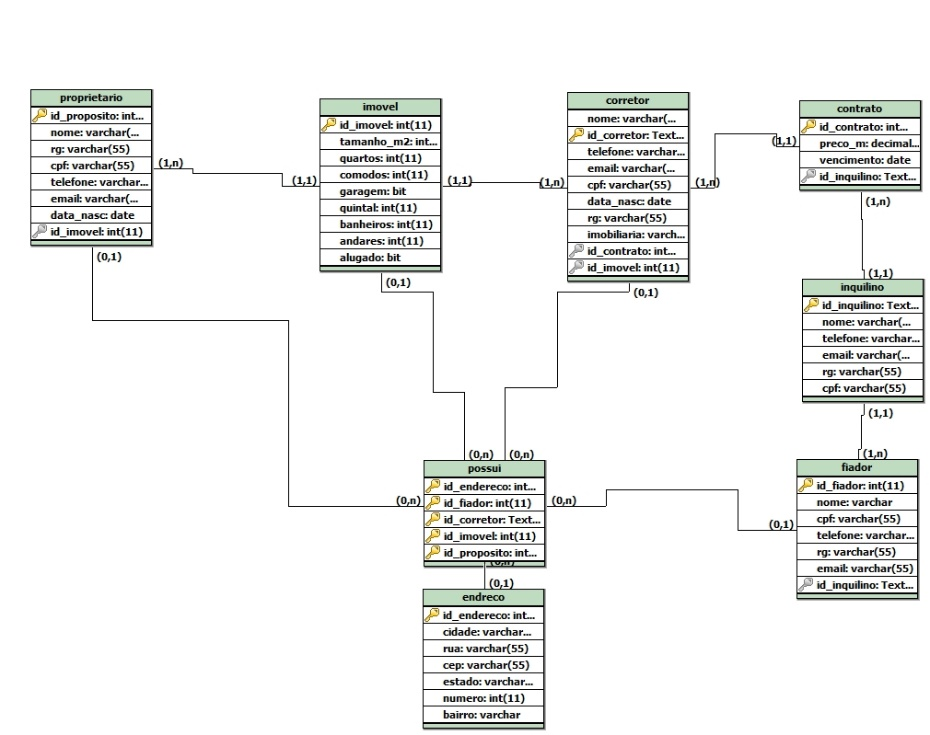 proprietario
id_proposito: int...
nome: varchar(...
rg: varchar(55)
cpf: varchar(55)
telefone: varchar...
email: varchar(...
data_nasc: date
id_imovel: int(11)
(1,n)
(0,1)
imovel
id_imovel: int(11)
tamanho_m2: int...
quartos: int(11)
comodos: int(11)
garagem: bit
quintal: int(11)
banheiros: int(11)
andares: int(11)
alugado: bit
(1,1)
(1,1)
(0,1)
corretor
nome: varchar(...
id_corretor: Text...
telefone: varchar...
email: varchar(...
cpf: varchar(55)
data_nasc: date
rg: varchar(55)
imobiliaria: varch...
id_contrato: int...
id_imovel: int(11)
(1,n)
(1,n)
(0,1)
contrato
id_contrato: int...
preco_m: decimal...
vencimento: date
id_inquilino: Text...
(1,1)
(1,n)
(1,1)
inquilino
id_inquilino: Text...
nome: varchar(...
telefone: varchar...
email: varchar(...
rg: varchar(55)
cpf: varchar(55)
(1,1)
(1,n)
fiador
id_fiador: int(11)
nome: varchar
cpf: varchar(55)
telefone: varchar...
rg: varchar(55)
email: varchar(55)
id_inquilino: Text...
(0,1)
(0,n)
(0,n)
possui
id_endereco: int...
id_fiador: int(11)
id_corretor: Text...
id_imovel: int(11)
id_proposito: int...
(0,n)
(0,n)
(0,n)
(0,1)
endreco
id_endereco: int...
cidade: varchar...
rua: varchar(55)
cep: varchar(55)
estado: varchar...
numero: int(11)
bairro: varchar